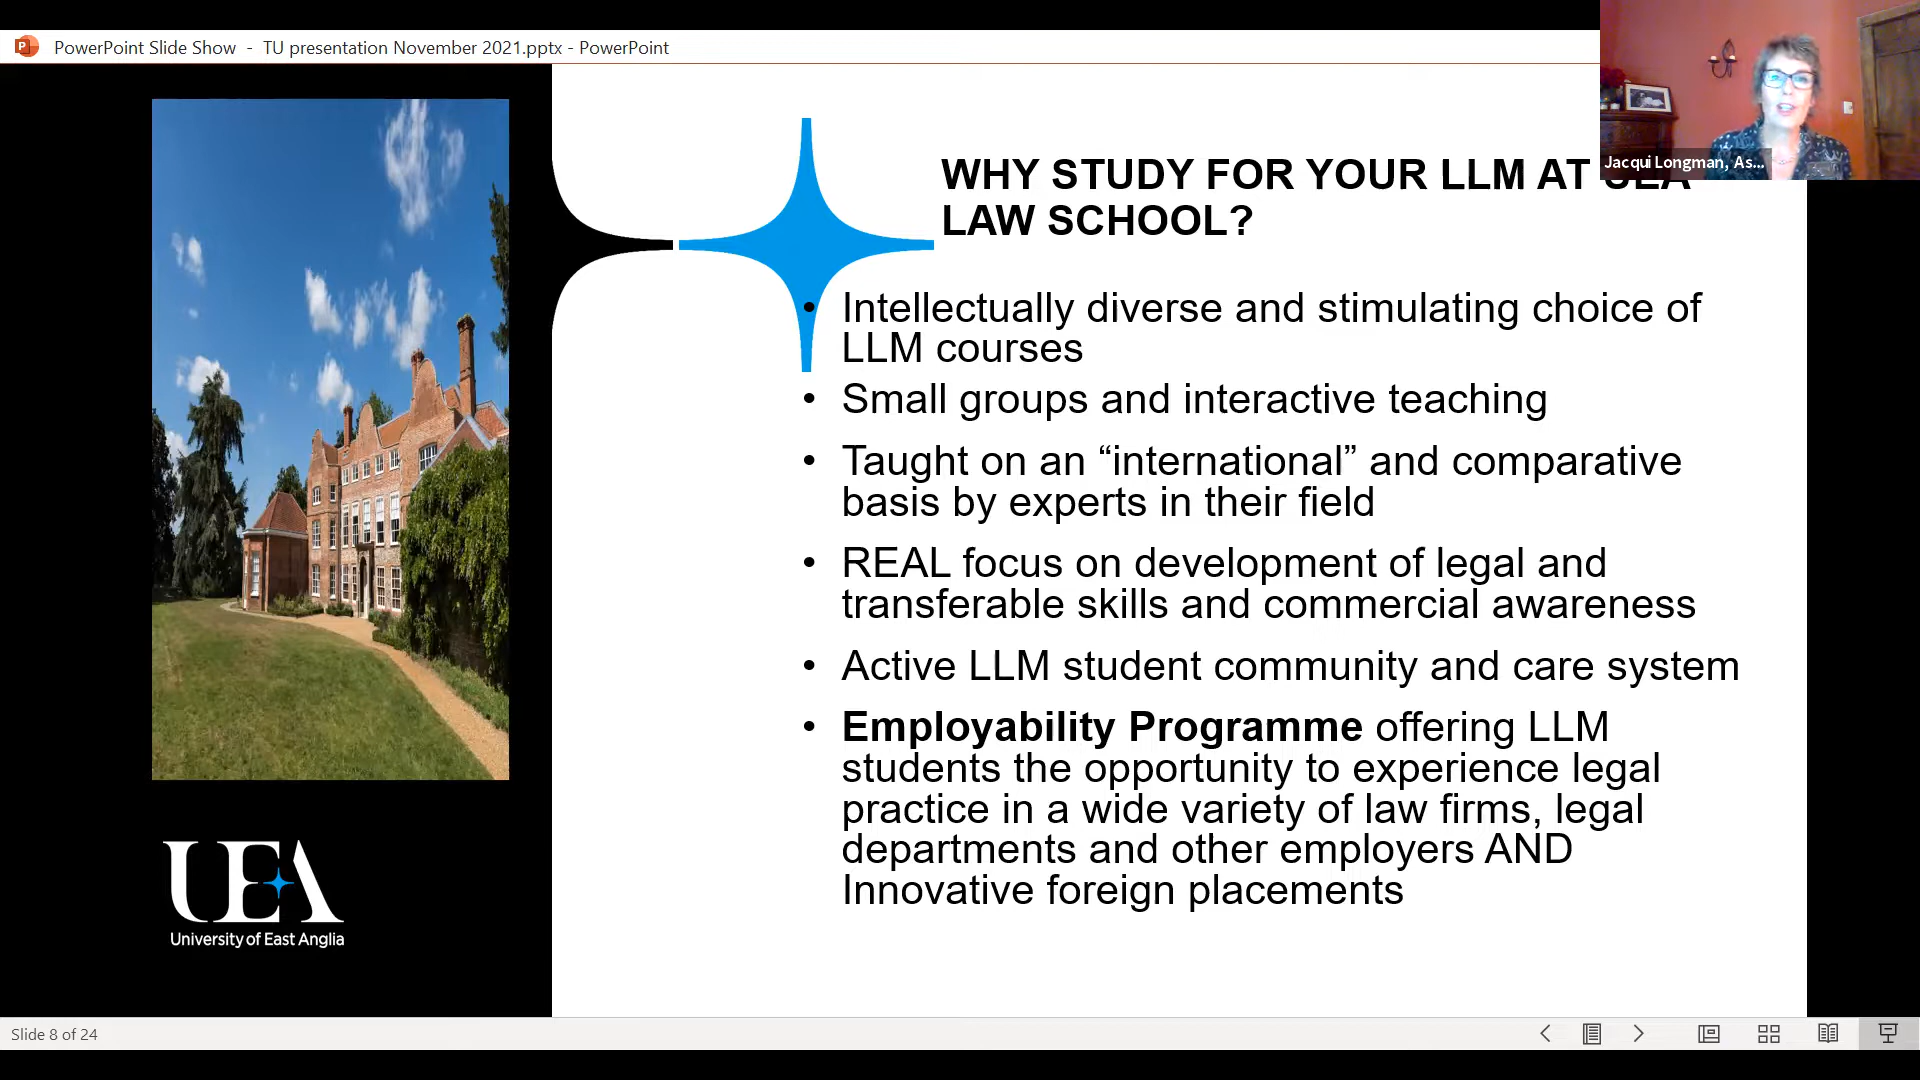 PowerPoint Slide Show - TU presentation November 2021.pptx - PowerPoint
Jacqui Longman, As...
WHY STUDY FOR YOUR LLM AT UEA
LAW SCHOOL?
• Intellectually diverse and stimulating choice of
LLM courses
• Small groups and interactive teaching
• Taught on an “international” and comparative
basis by experts in their field
• REAL focus on development of legal and
transferable skills and commercial awareness
• Active LLM student community and care system
• Employability Programme offering LLM
students the opportunity to experience legal
practice in a wide variety of law firms, legal
departments and other employers AND
Innovative foreign placements
UEA
University of East Anglia
Slide 8 of 24